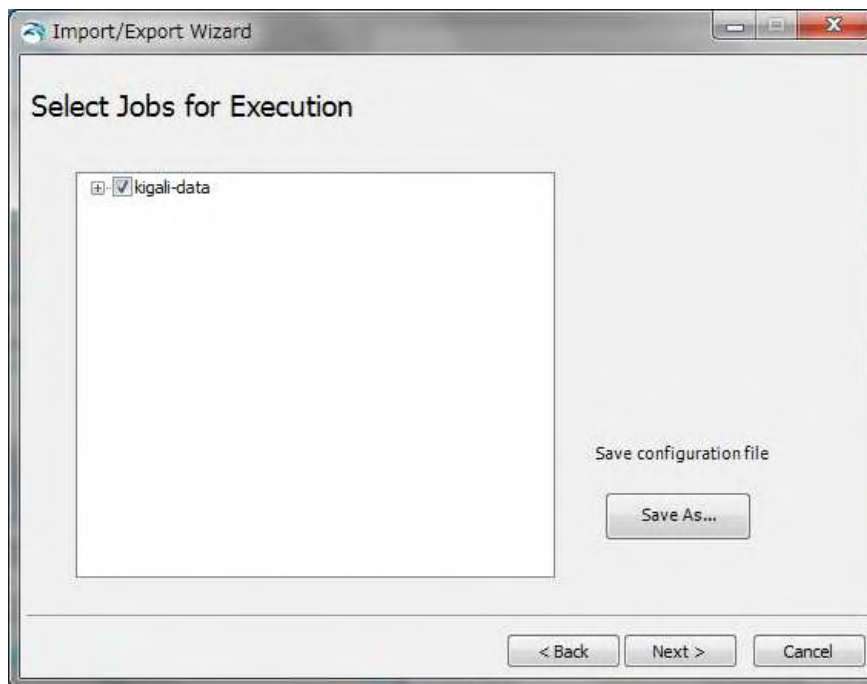 Import/Export Wizard
Select Jobs for Execution
kigali-data
Save configuration file
Save As...
< Back
Next >
Cancel